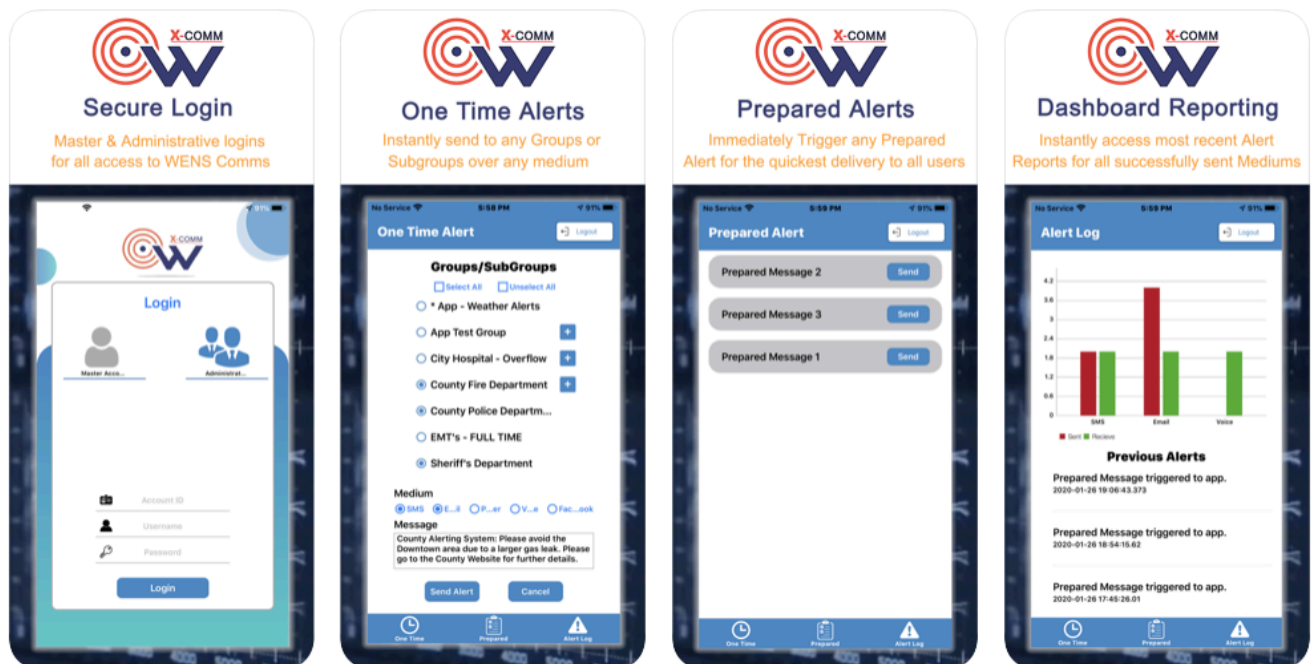 X-COMM
W
Secure Login
Master & Administrative logins
for all access to WENS Comms
91%
X-COMM
W
Login
Master Acco...
Administrat...
Account ID
Username
Password
Login
X-COMM
W
One Time Alerts
Instantly send to any Groups or
Subgroups over any medium
No Service 5:58 PM 91%
One Time Alert Logout
Groups/SubGroups
Select All Unselect All
* App - Weather Alerts
App Test Group +
City Hospital - Overflow +
County Fire Department +
County Police Departm...
EMT's - FULL TIME
Sheriff's Department
Medium
SMS E...il P...er V...e Fac...ook
Message
County Alerting System: Please avoid the
Downtown area due to a larger gas leak. Please
go to the County Website for further details.
Send Alert Cancel
One Time Prepared Alert Log
4000 5000
X-COMM
W
Prepared Alerts
Immediately Trigger any Prepared
Alert for the quickest delivery to all users
No Service 5:59 PM 91%
Prepared Alert Logout
Prepared Message 2 Send
Prepared Message 3 Send
Prepared Message 1 Send
One Time Prepared Alert Log
4000
X-COMM
W
Dashboard Reporting
Instantly access most recent Alert
Reports for all successfully sent Mediums
No Service 5:59 PM 91%
Alert Log Logout
4.2
3.6
3
2.4
1.8
1.2
0.6
0
SMS Email Voice
Sent Recieve
Previous Alerts
Prepared Message triggered to app.
2020-01-26 19:06:43.373
Prepared Message triggered to app.
2020-01-26 18:54:15.62
Prepared Message triggered to app.
2020-01-26 17:45:26.01
One Time Prepared Alert Log
4000